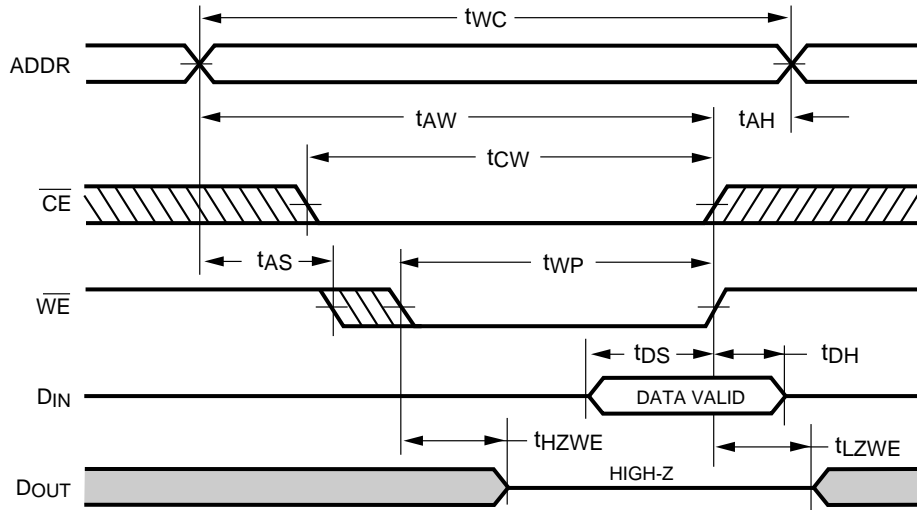 tWC
ADDR
tAW
tAH
tCW
CE
tAS
tWP
WE
tDS
tDH
DIN
DATA VALID
tHZWE
tLZWE
HIGH-Z
DOUT